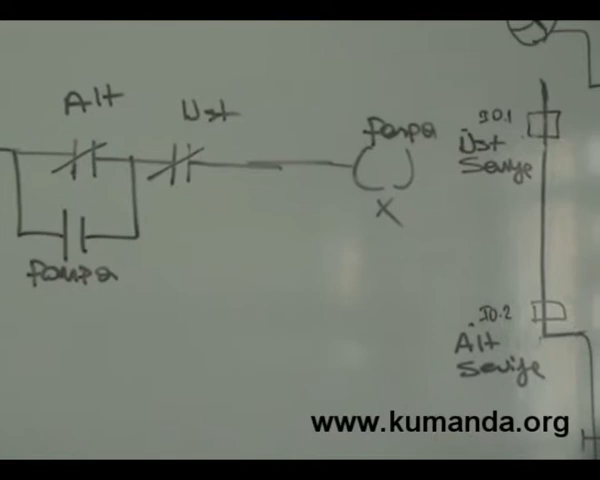 Alt
Üst
Pompa
Pompa
X
I0.1
Üst
Seviye
I0.2
Alt
Seviye
www.kumanda.org